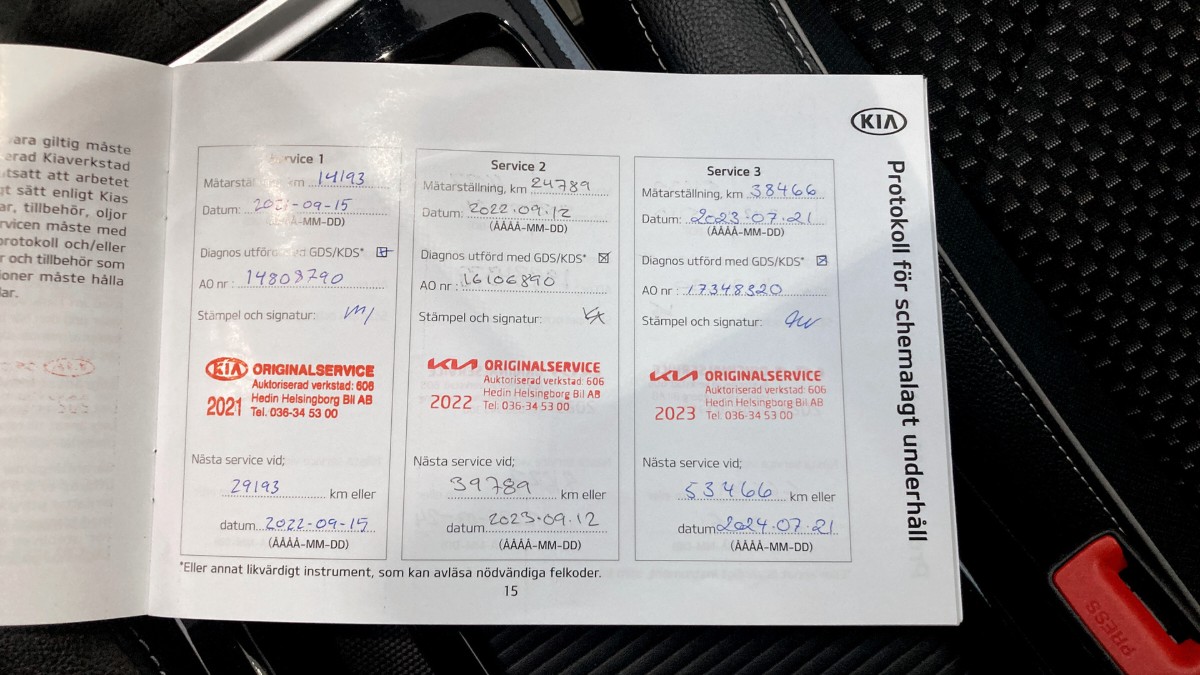 ara giltig måste
erad Kiaverkstad
utsatt att arbetet
gt sätt enligt Kias
ar, tillbehör, oljor
rvicen måste med
protokoll och/eller
r och tillbehör som
ioner måste hålla
lar.
KIA
Protokoll för schemalagt underhåll
Service 1
Mätarställning, km 14193
Datum: 2021-09-15
(ÅÅÅÅ-MM-DD)
Diagnos utförd med GDS/KDS*
AO nr : 14808790
Stämpel och signatur:
KIA ORIGINALSERVICE
Auktoriserad verkstad: 606
Hedin Helsingborg Bil AB
2021 Tel. 036-34 53 00
Nästa service vid;
29193 km eller
datum 2022-09-15
(ÅÅÅÅ-MM-DD)
Service 2
Mätarställning, km 24789
Datum: 2022.09.12
(ÅÅÅÅ-MM-DD)
Diagnos utförd med GDS/KDS*
AO nr : 16106890
Stämpel och signatur:
KIA ORIGINALSERVICE
Auktoriserad verkstad: 606
Hedin Helsingborg Bil AB
2022 Tel: 036-34 53 00
Nästa service vid;
39789 km eller
datum 2023.09.12
(ÅÅÅÅ-MM-DD)
Service 3
Mätarställning, km 38466
Datum: 2023.07.21
(ÅÅÅÅ-MM-DD)
Diagnos utförd med GDS/KDS*
AO nr : 17348320
Stämpel och signatur:
KIA ORIGINALSERVICE
Auktoriserad verkstad: 606
Hedin Helsingborg Bil AB
2023 Tel: 036-34 53 00
Nästa service vid;
53466 km eller
datum 2024.07.21
(ÅÅÅÅ-MM-DD)
*Eller annat likvärdigt instrument, som kan avläsa nödvändiga felkoder.
15
PRESS